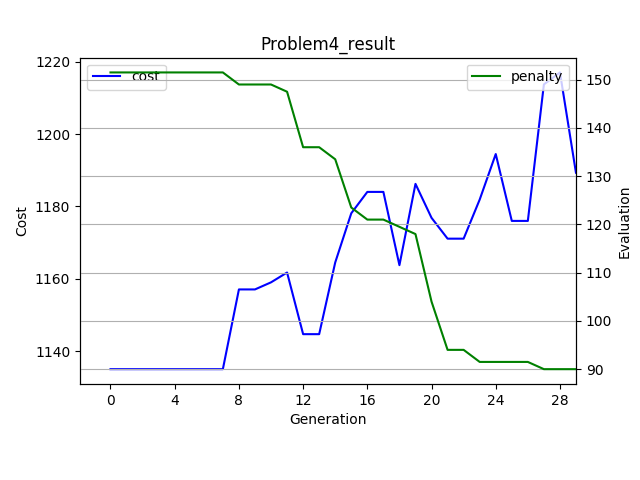 Problem4_result
cost
penalty
1220
1200
1180
1160
1140
Cost
150
140
130
120
110
100
90
Evaluation
0 4 8 12 16 20 24 28
Generation